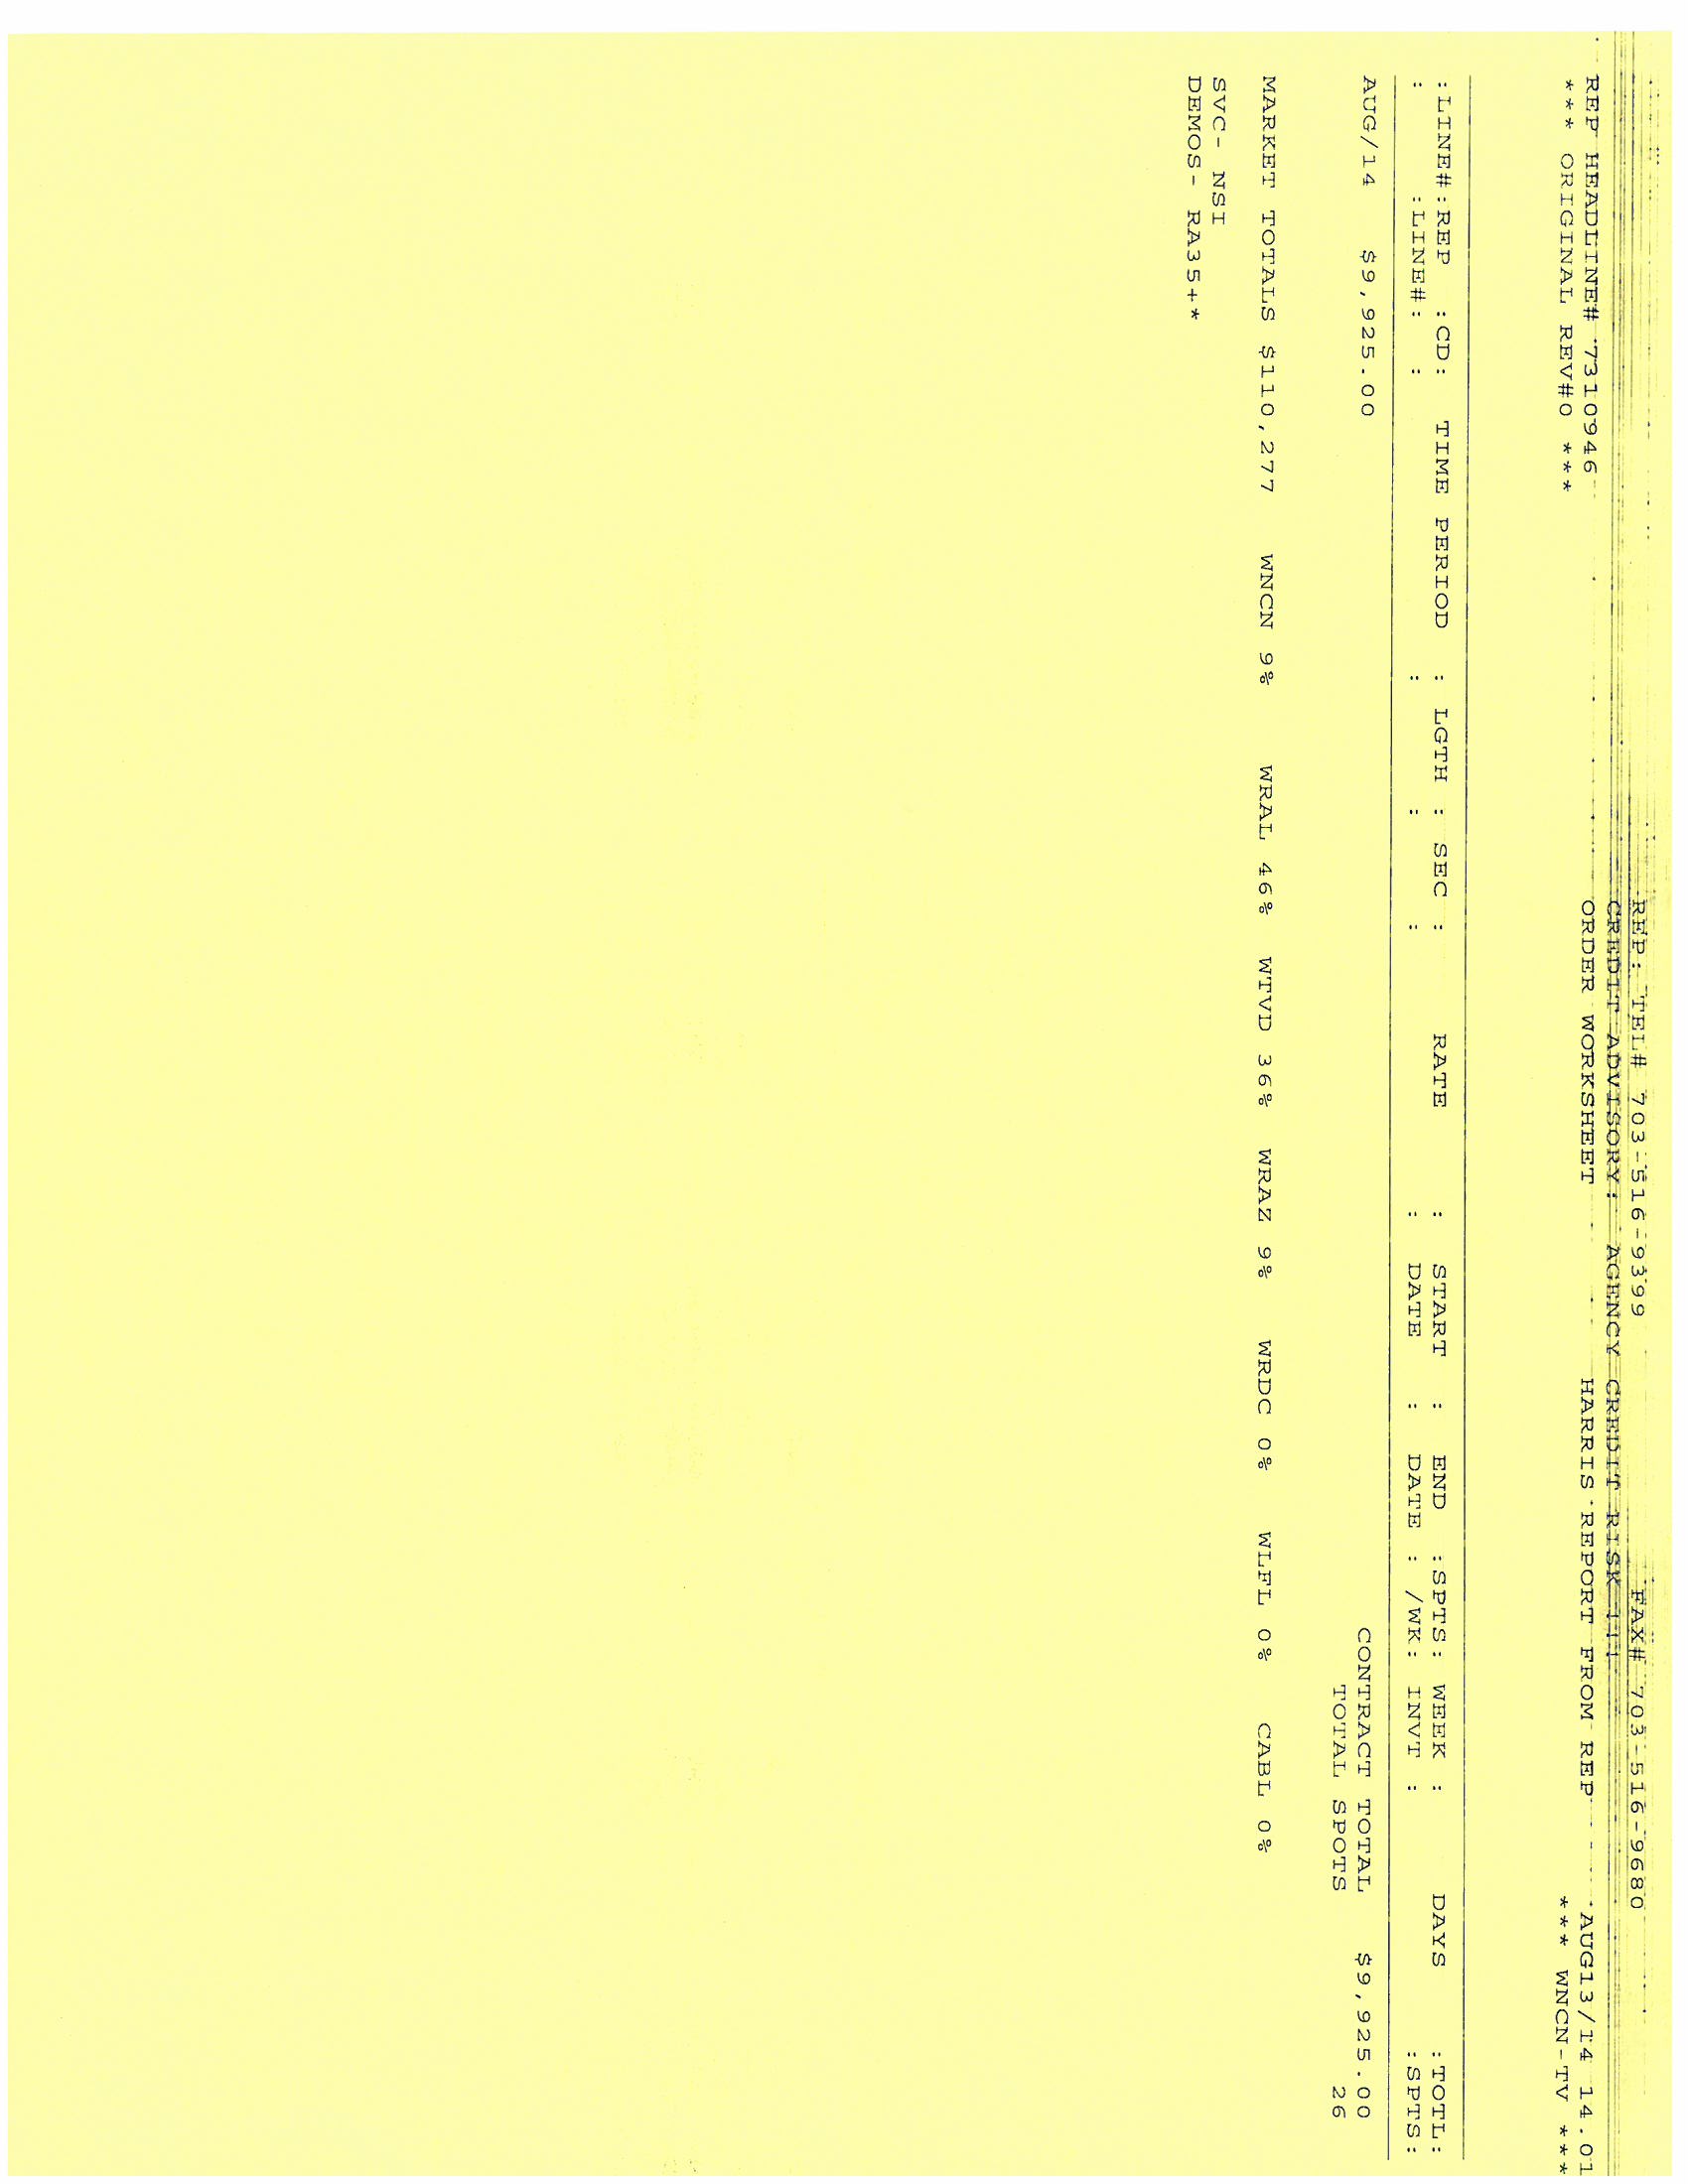 REP: TEL# 703-516-9399 FAX# 703-516-9680
CREDIT ADVISORY: AGENCY CREDIT RISK !!!
REP HEADLINE# 7310946 ORDER WORKSHEET HARRIS REPORT FROM REP AUG13/14 14.01
*** ORIGINAL REV#0 *** *** WNCN-TV ***
:LINE#:REP :CD: TIME PERIOD : LGTH : SEC : RATE : START : END :SPTS: WEEK : DAYS :TOTL:
: :LINE#: : : : : : DATE : DATE : /WK: INVT : :SPTS:
AUG/14 $9,925.00 CONTRACT TOTAL $9,925.00
TOTAL SPOTS 26
MARKET TOTALS $110,277 WNCN 9% WRAL 46% WTVD 36% WRAZ 9% WRDC 0% WLFL 0% CABL 0%
SVC- NSI
DEMOS- RA35+*